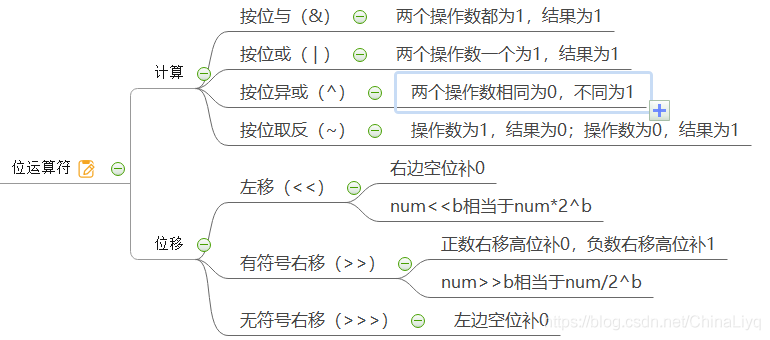 按位与（&） 两个操作数都为1，结果为1
按位或（|） 两个操作数一个为1，结果为1
计算
按位异或（^） 两个操作数相同为0，不同为1
按位取反（~） 操作数为1，结果为0；操作数为0，结果为1
位运算符
左移（<<） 右边空位补0
num<<b相当于num*2^b
位移
有符号右移（>>） 正数右移高位补0，负数右移高位补1
num>>b相当于num/2^b
无符号右移（>>>） 左边空位补0
https://blog.csdn.net/ChinaLiyq